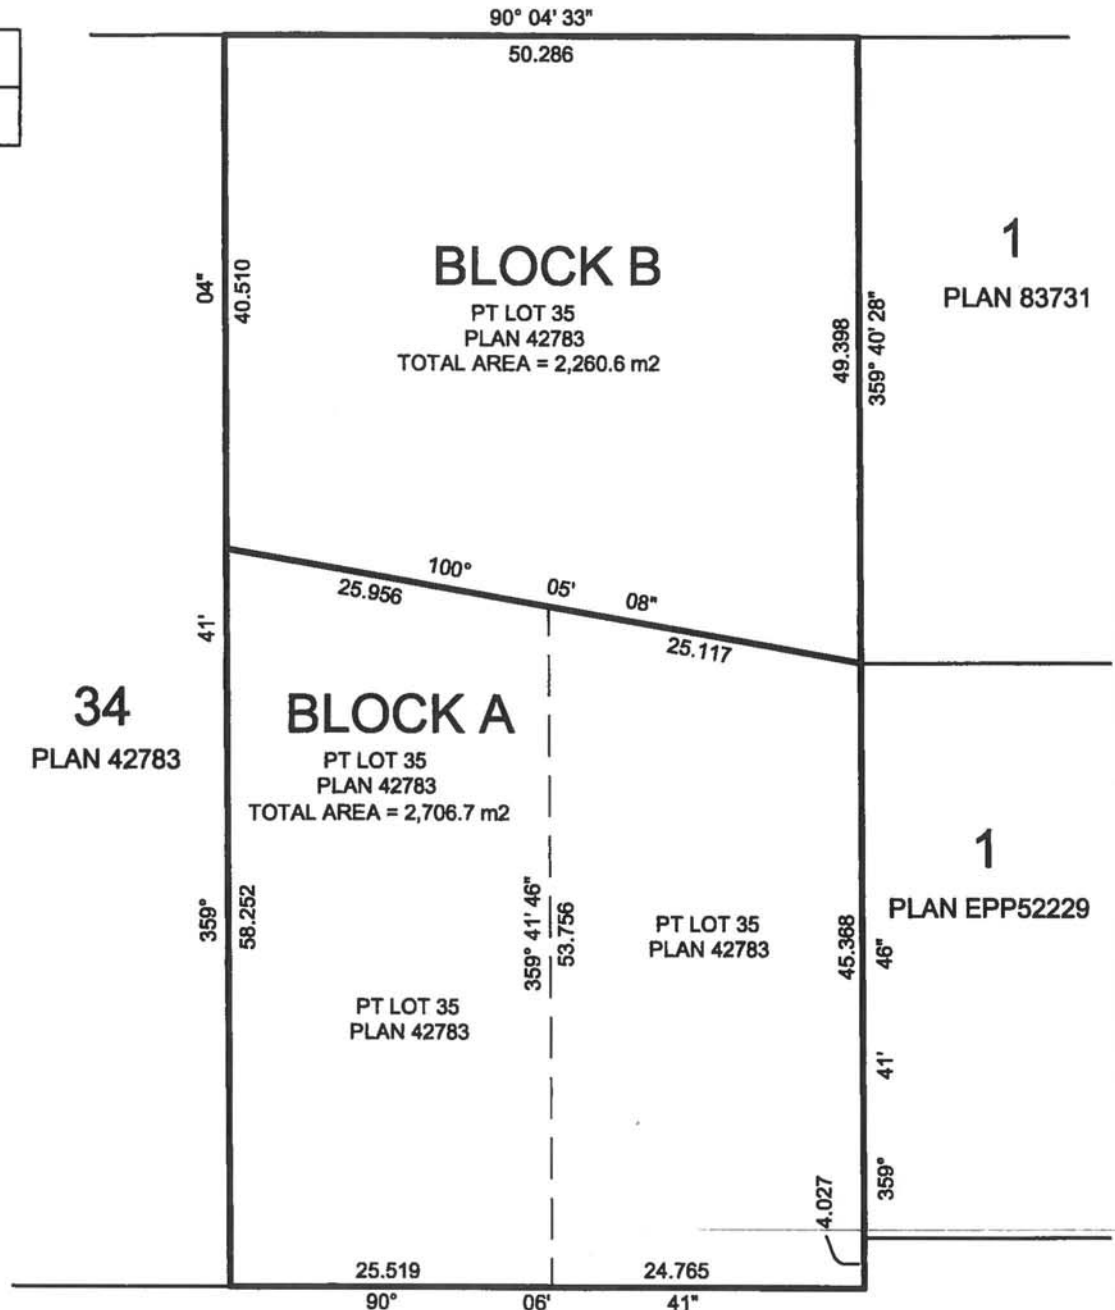 90° 04' 33"
50.286
BLOCK B
PT LOT 35
PLAN 42783
TOTAL AREA = 2,260.6 m2
04"
40.510
49.398
359° 40' 28"
1
PLAN 83731
100° 05' 08"
25.956
25.117
41'
34
PLAN 42783
BLOCK A
PT LOT 35
PLAN 42783
TOTAL AREA = 2,706.7 m2
359°
58.252
359° 41' 46"
53.756
PT LOT 35
PLAN 42783
PT LOT 35
PLAN 42783
45.368
1
PLAN EPP52229
46"
41'
359°
4.027
25.519
24.765
90° 06' 41"